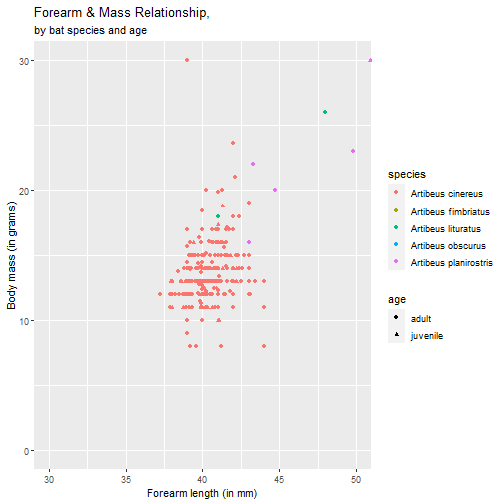 Forearm & Mass Relationship,
by bat species and age
30
20
10
0
Body mass (in grams)
30
35
40
45
50
Forearm length (in mm)
species
Artibeus cinereus
Artibeus fimbriatus
Artibeus lituratus
Artibeus obscurus
Artibeus planirostris
age
adult
juvenile